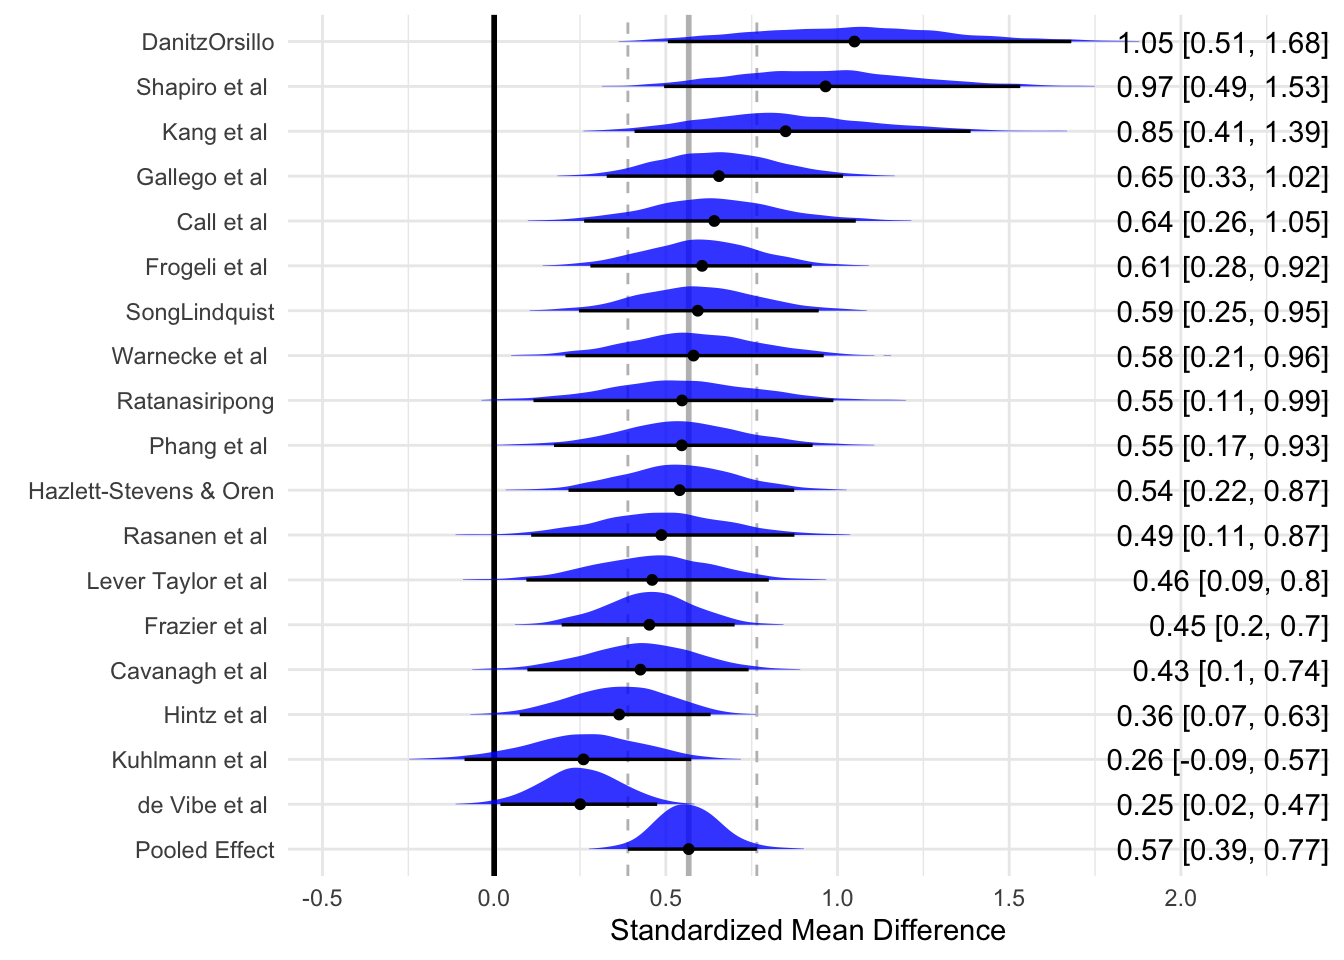 DanitzOrsillo 1.05 [0.51, 1.68]
Shapiro et al 0.97 [0.49, 1.53]
Kang et al 0.85 [0.41, 1.39]
Gallego et al 0.65 [0.33, 1.02]
Call et al 0.64 [0.26, 1.05]
Frogeli et al 0.61 [0.28, 0.92]
SongLindquist 0.59 [0.25, 0.95]
Warnecke et al 0.58 [0.21, 0.96]
Ratanasiripong 0.55 [0.11, 0.99]
Phang et al 0.55 [0.17, 0.93]
Hazlett-Stevens & Oren 0.54 [0.22, 0.87]
Rasanen et al 0.49 [0.11, 0.87]
Lever Taylor et al 0.46 [0.09, 0.8]
Frazier et al 0.45 [0.2, 0.7]
Cavanagh et al 0.43 [0.1, 0.74]
Hintz et al 0.36 [0.07, 0.63]
Kuhlmann et al 0.26 [-0.09, 0.57]
de Vibe et al 0.25 [0.02, 0.47]
Pooled Effect 0.57 [0.39, 0.77]
-0.5 0.0 0.5 1.0 1.5 2.0
Standardized Mean Difference